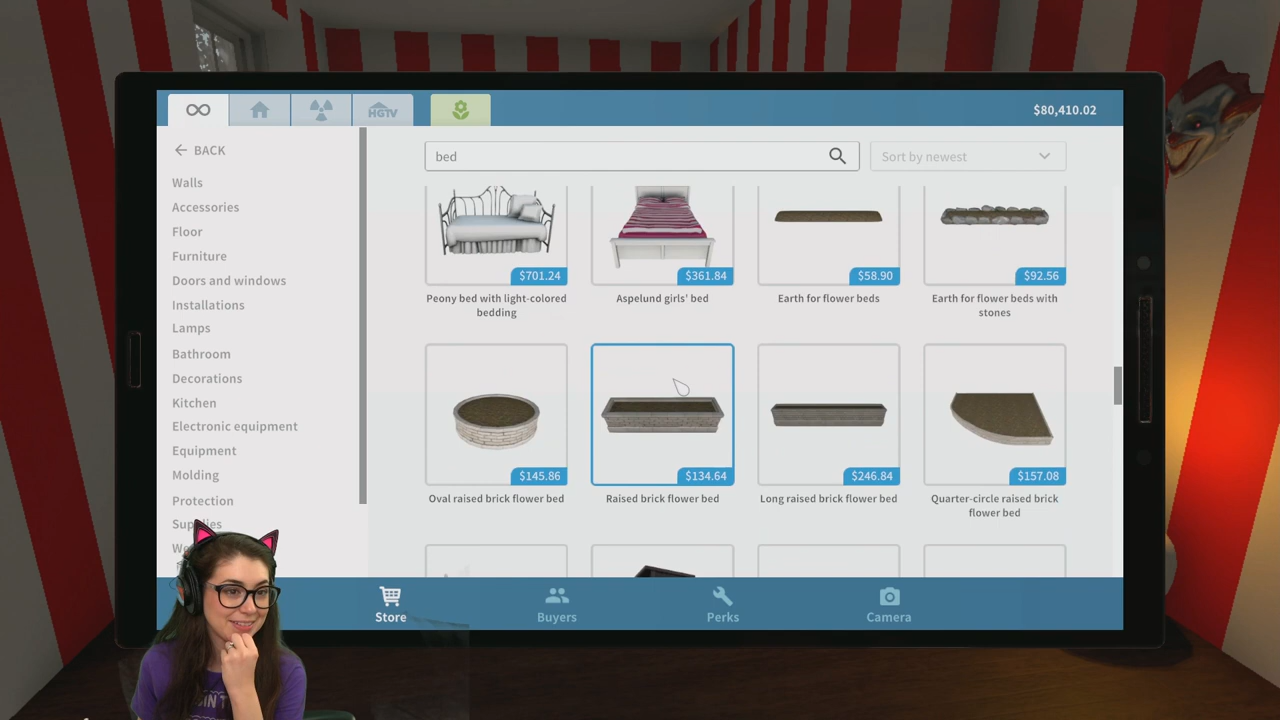 HGTV
$80,410.02
BACK
bed
Sort by newest
Walls
Accessories
Floor
Furniture
Doors and windows
Installations
Lamps
Bathroom
Decorations
Kitchen
Electronic equipment
Equipment
Molding
Protection
Supplies
$701.24
$361.84
$58.90
$92.56
Peony bed with light-colored
bedding
Aspelund girls' bed
Earth for flower beds
Earth for flower beds with
stones
$145.86
$134.64
$246.84
$157.08
Oval raised brick flower bed
Raised brick flower bed
Long raised brick flower bed
Quarter-circle raised brick
flower bed
Store
Buyers
Perks
Camera